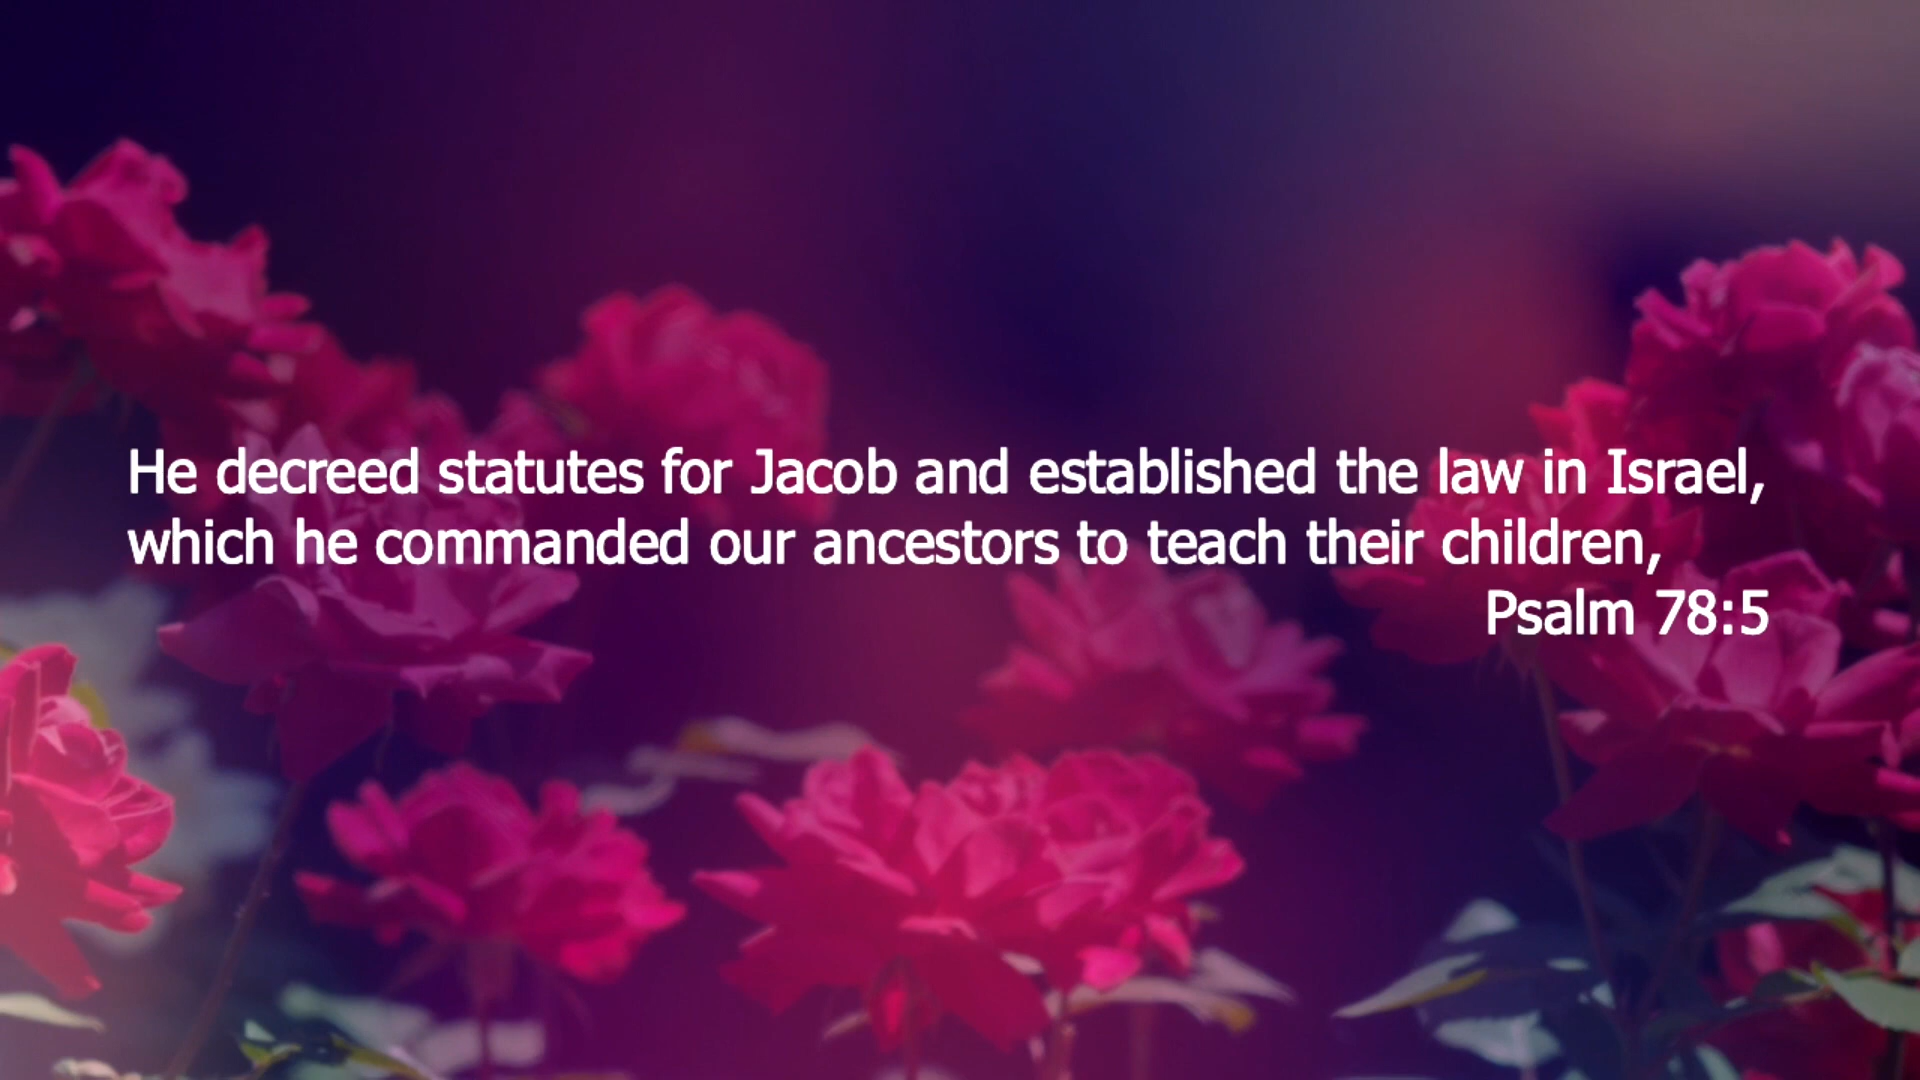 He decreed statutes for Jacob and established the law in Israel,
which he commanded our ancestors to teach their children,
Psalm 78:5